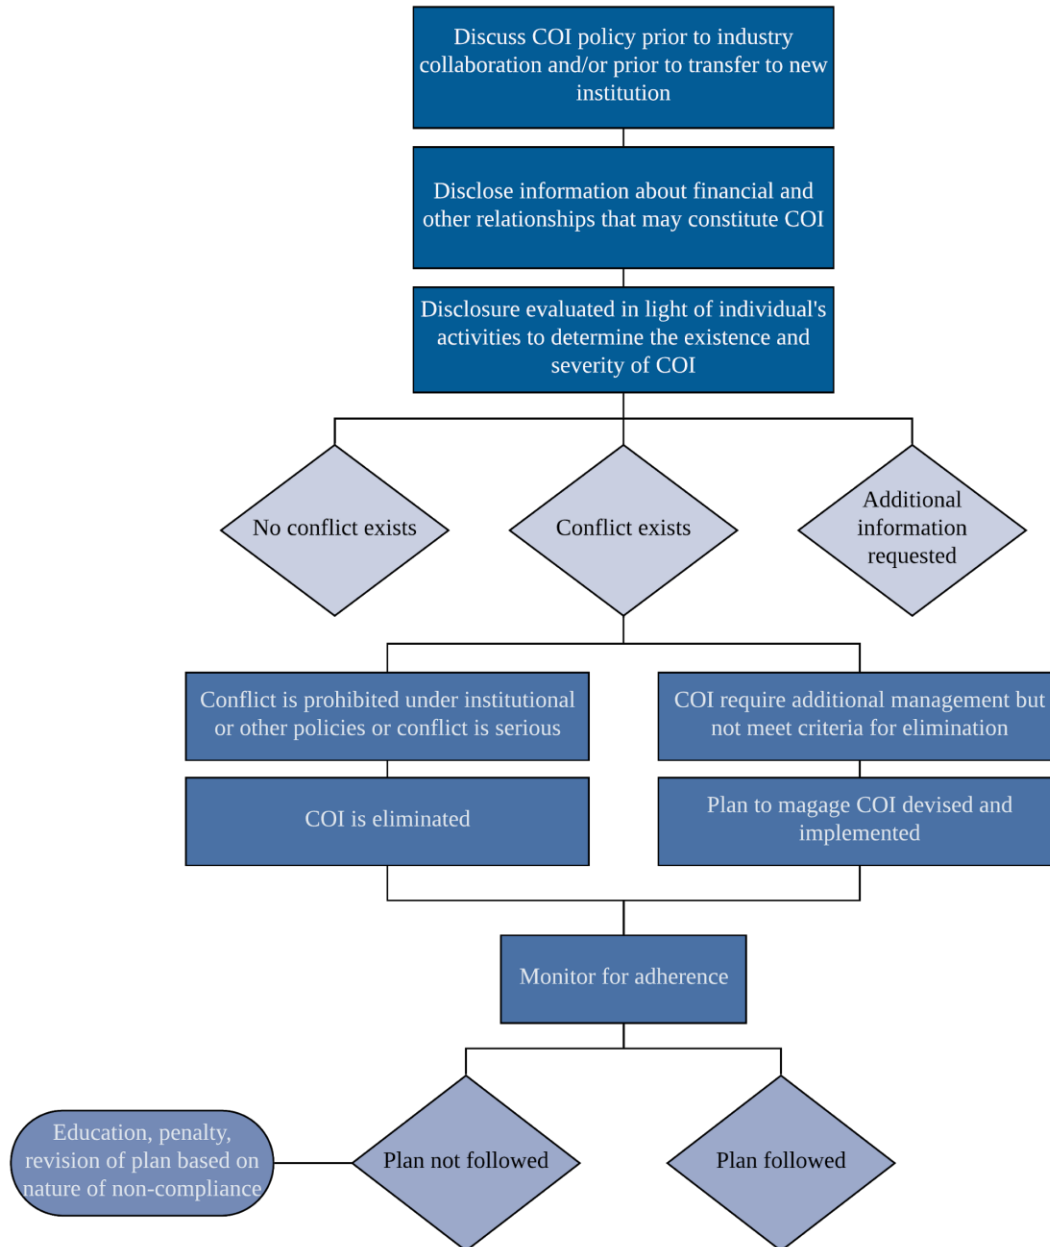 Discuss COI policy prior to industry
collaboration and/or prior to transfer to new
institution
Disclose information about financial and
other relationships that may constitute COI
Disclosure evaluated in light of individual's
activities to determine the existence and
severity of COI
No conflict exists
Conflict exists
Additional
information
requested
Conflict is prohibited under institutional
or other policies or conflict is serious
COI require additional management but
not meet criteria for elimination
COI is eliminated
Plan to magage COI devised and
implemented
Monitor for adherence
Education, penalty,
revision of plan based on
nature of non-compliance
Plan not followed
Plan followed